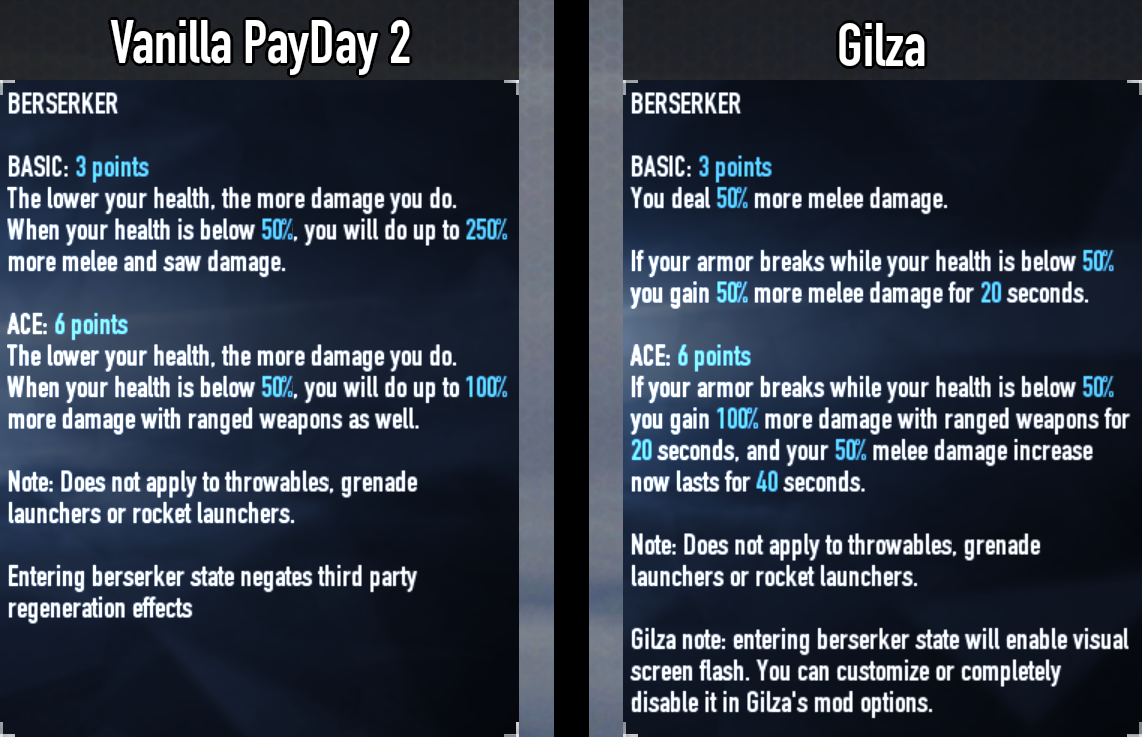 Vanilla PayDay 2
BERSERKER
BASIC: 3 points
The lower your health, the more damage you do.
When your health is below 50%, you will do up to 250%
more melee and saw damage.
ACE: 6 points
The lower your health, the more damage you do.
When your health is below 50%, you will do up to 100%
more damage with ranged weapons as well.
Note: Does not apply to throwables, grenade
launchers or rocket launchers.
Entering berserker state negates third party
regeneration effects
Gilza
BERSERKER
BASIC: 3 points
You deal 50% more melee damage.
If your armor breaks while your health is below 50%
you gain 50% more melee damage for 20 seconds.
ACE: 6 points
If your armor breaks while your health is below 50%
you gain 100% more damage with ranged weapons for
20 seconds, and your 50% melee damage increase
now lasts for 40 seconds.
Note: Does not apply to throwables, grenade
launchers or rocket launchers.
Gilza note: entering berserker state will enable visual
screen flash. You can customize or completely
disable it in Gilza's mod options.